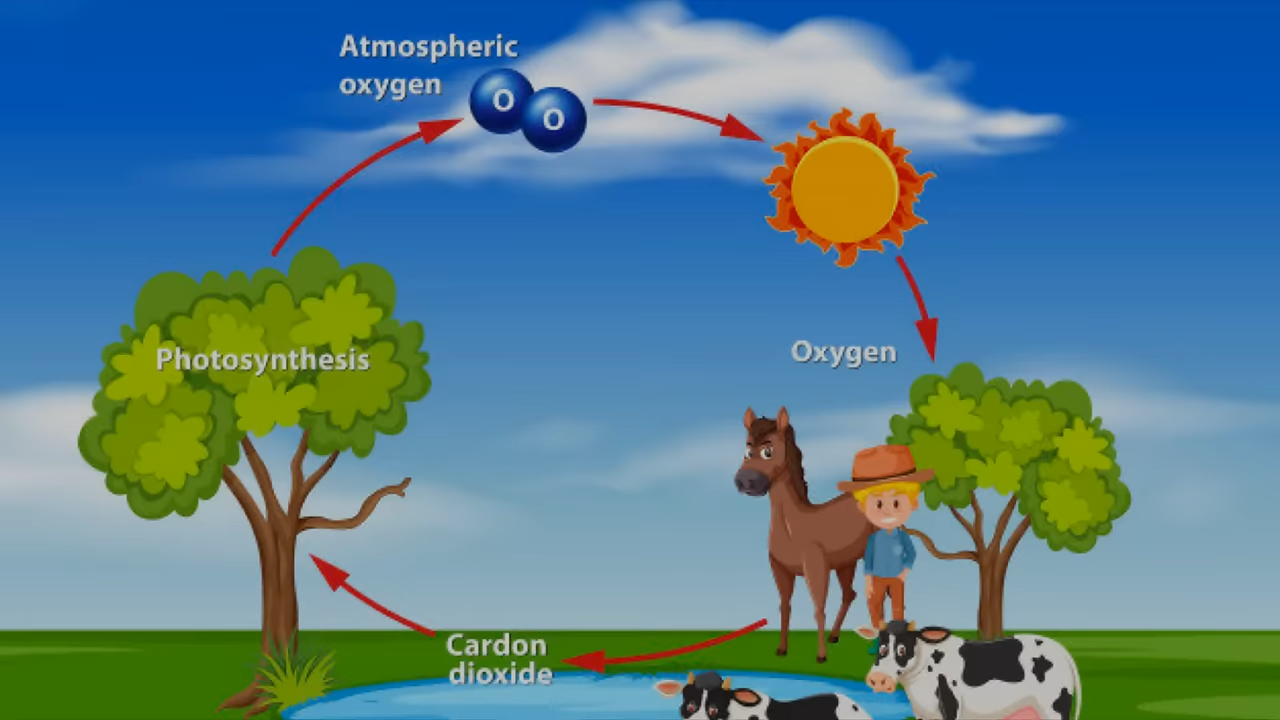 Atmospheric
oxygen
O
O
Photosynthesis
Oxygen
Cardon
dioxide